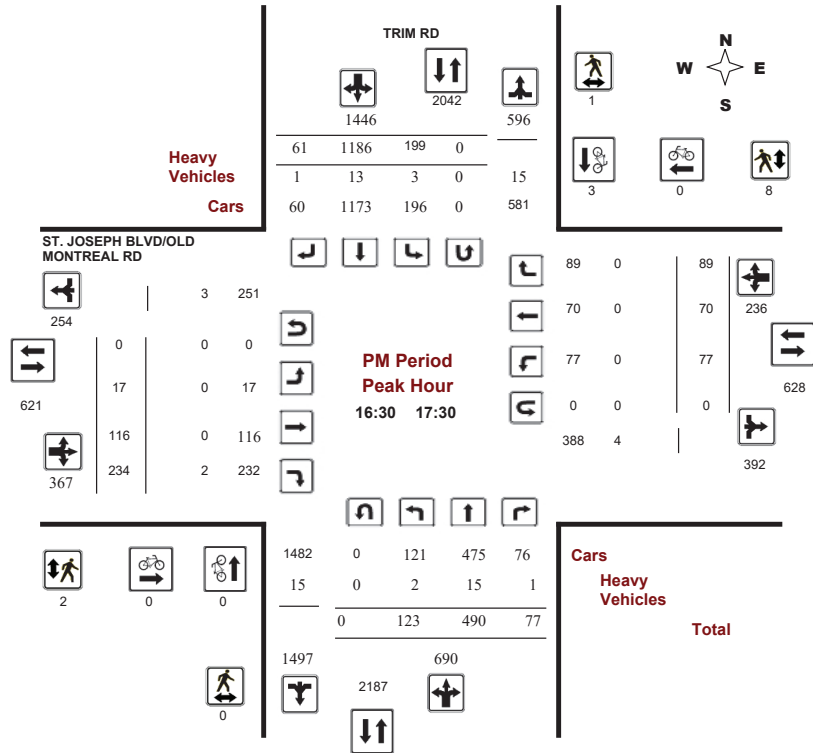 TRIM RD
N
W E
S
2042
1
1446 596
61 1186 199 0
Heavy
Vehicles
1 13 3 0 15
3 0 8
Cars
60 1173 196 0 581
ST. JOSEPH BLVD/OLD
MONTREAL RD
3 251
254
89 0 89
236
70 0 70
0 0 0
621
PM Period
Peak Hour
16:30 17:30
77 0 77
628
17 0 17
0 0 0
116 0 116
388 4
392
367
234 2 232
1482 0 121 475 76
Cars
15 0 2 15 1
Heavy
Vehicles
2 0 0
0 123 490 77
Total
1497 690
2187
0